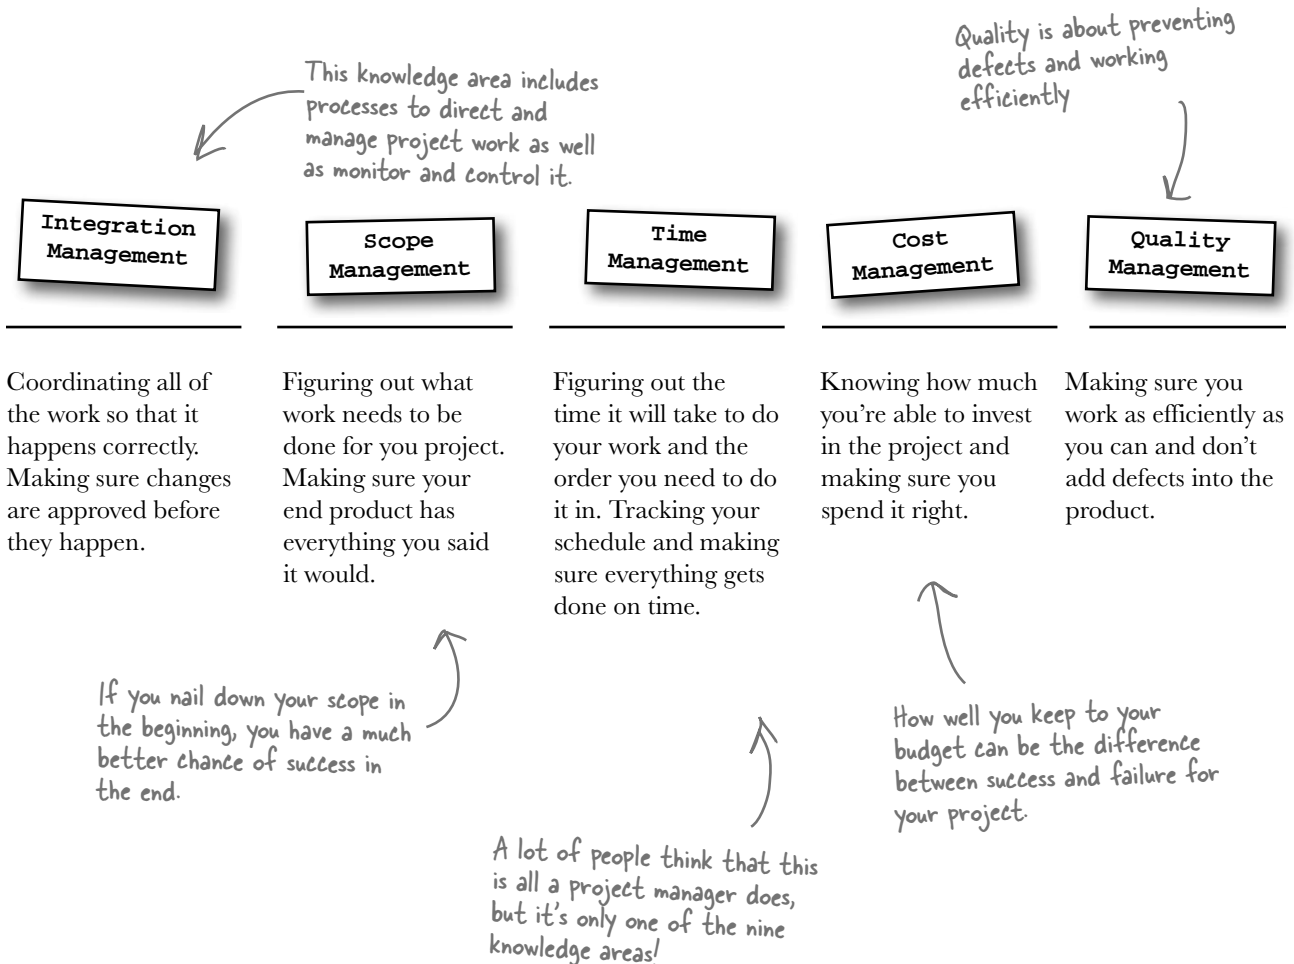 Quality is about preventing
defects and working
efficiently
This knowledge area includes
processes to direct and
manage project work as well
as monitor and control it.
Integration
Management
Scope
Management
Time
Management
Cost
Management
Quality
Management
Coordinating all of
the work so that it
happens correctly.
Making sure changes
are approved before
they happen.
Figuring out what
work needs to be
done for you project.
Making sure your
end product has
everything you said
it would.
Figuring out the
time it will take to do
your work and the
order you need to do
it in. Tracking your
schedule and making
sure everything gets
done on time.
Knowing how much
you’re able to invest
in the project and
making sure you
spend it right.
Making sure you
work as efficiently as
you can and don’t
add defects into the
product.
If you nail down your scope in
the beginning, you have a much
better chance of success in
the end.
How well you keep to your
budget can be the difference
between success and failure for
your project.
A lot of people think that this
is all a project manager does,
but it's only one of the nine
knowledge areas!